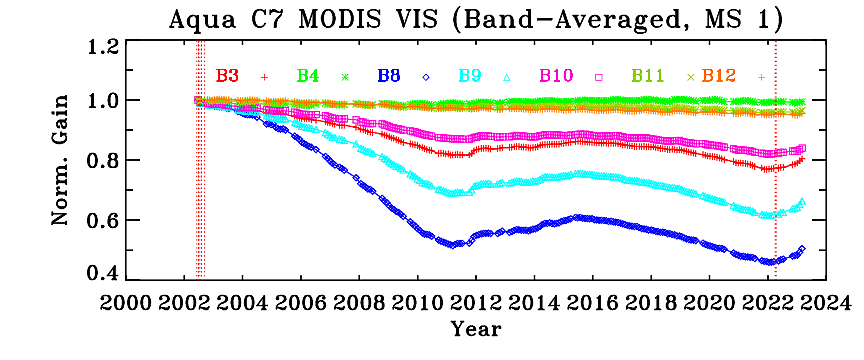 Aqua C7 MODIS VIS (Band-Averaged, MS 1)
1.2
B3 B4 B8 B9 B10 B11 B12
1.0
0.8
0.6
0.4
Norm. Gain
2000 2002 2004 2006 2008 2010 2012 2014 2016 2018 2020 2022 2024
Year